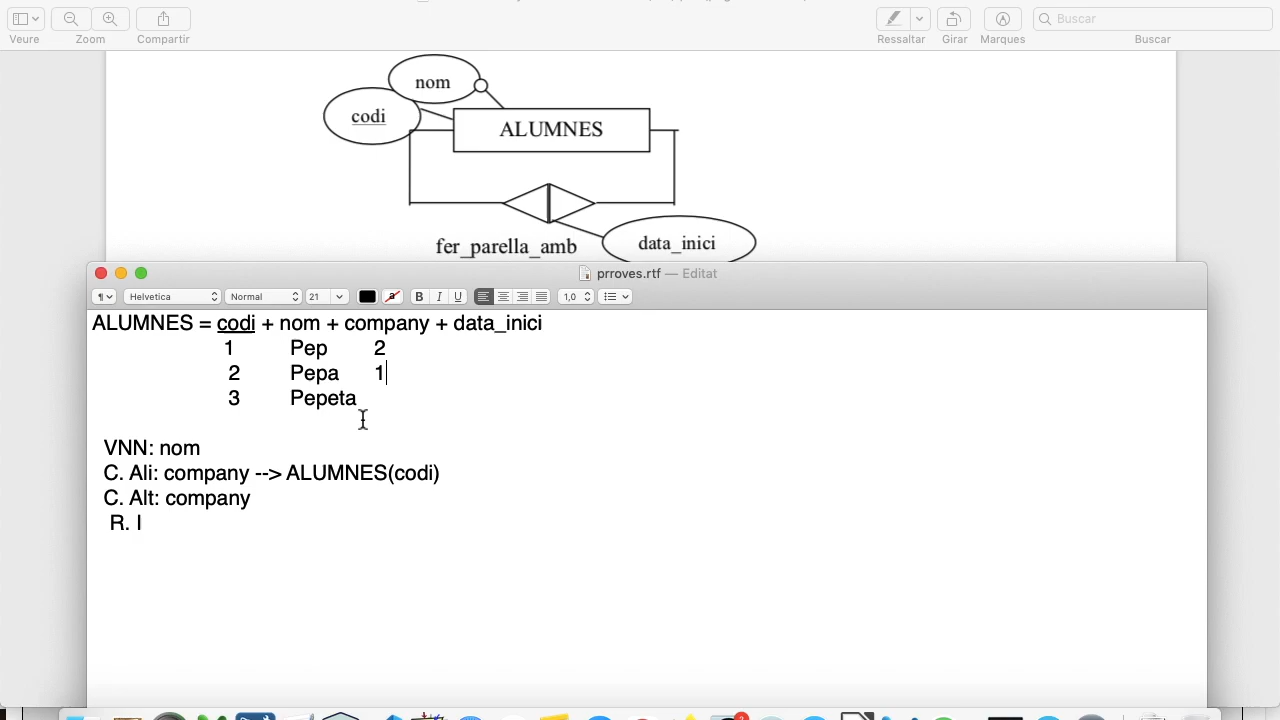 Veure
Zoom
Compartir
Ressaltar
Girar
Marques
Buscar
Buscar
nom
codi
ALUMNES
fer_parella_amb
data_inici
prroves.rtf — Editat
Helvetica
Normal
21
a
B
I
U
1,0
ALUMNES = codi + nom + company + data_inici
1 Pep 2
2 Pepa 1
3 Pepeta
VNN: nom
C. Ali: company --> ALUMNES(codi)
C. Alt: company
R. I